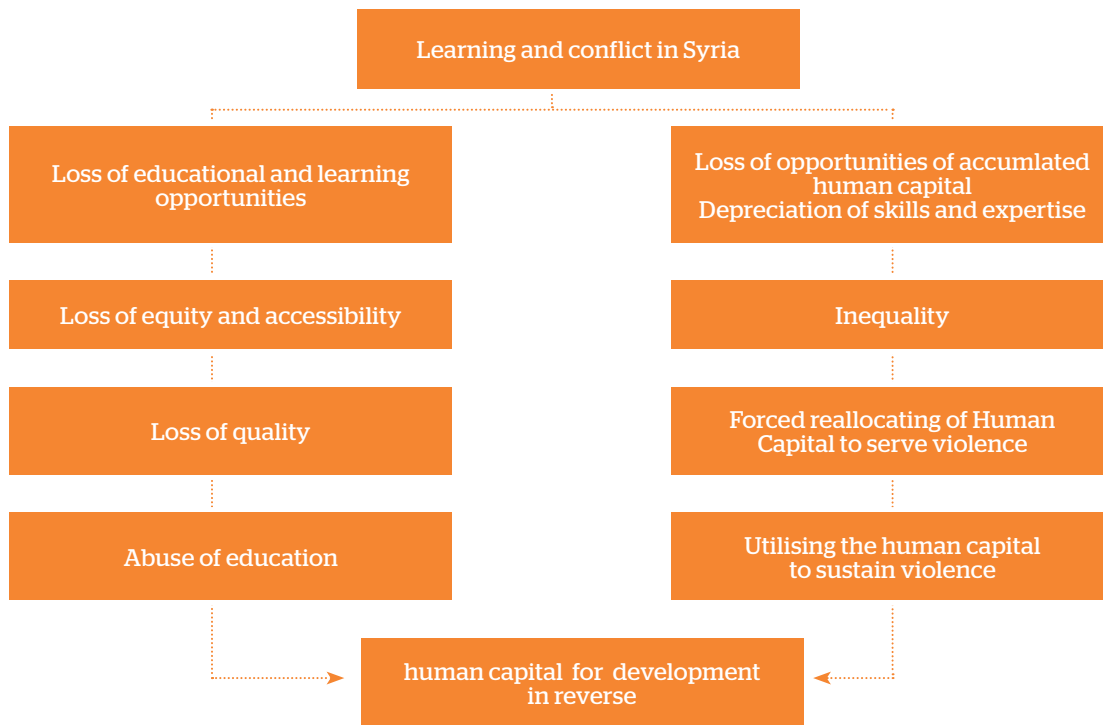 Learning and conflict in Syria
Loss of educational and learning
opportunities
Loss of equity and accessibility
Loss of quality
Abuse of education
Loss of opportunities of accumlated
human capital
Depreciation of skills and expertise
Inequality
Forced reallocating of Human
Capital to serve violence
Utilising the human capital
to sustain violence
human capital for development
in reverse